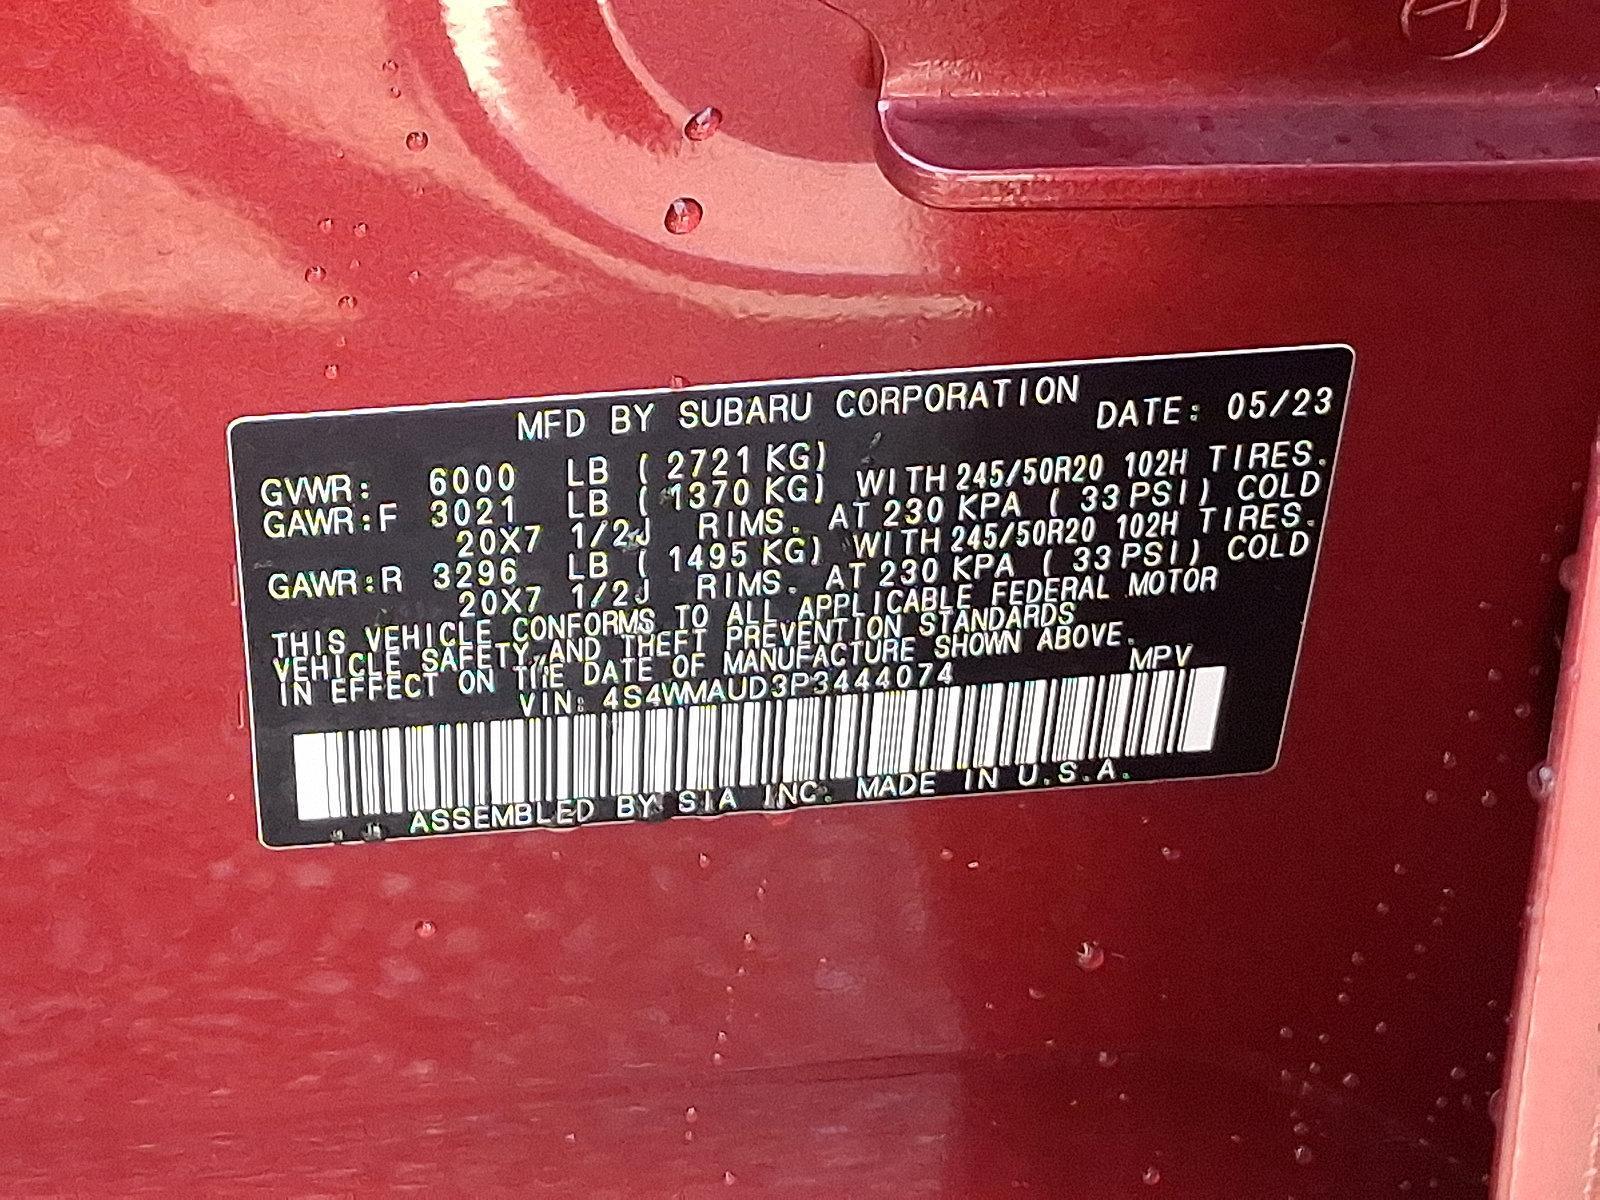 MFD BY SUBARU CORPORATION DATE: 05/23
GVWR: 6000 LB ( 2721 KG)
GAWR:F 3021 LB ( 1370 KG) WITH 245/50R20 102H TIRES.
20X7 1/2J RIMS. AT 230 KPA ( 33 PSI) COLD
GAWR:R 3296 LB ( 1495 KG) WITH 245/50R20 102H TIRES.
20X7 1/2J RIMS. AT 230 KPA ( 33 PSI) COLD
THIS VEHICLE CONFORMS TO ALL APPLICABLE FEDERAL MOTOR
VEHICLE SAFETY AND THEFT PREVENTION STANDARDS
IN EFFECT ON THE DATE OF MANUFACTURE SHOWN ABOVE.
VIN: 4S4WMAUD3P3444074 MPV
ASSEMBLED BY SIA INC. MADE IN U.S.A.